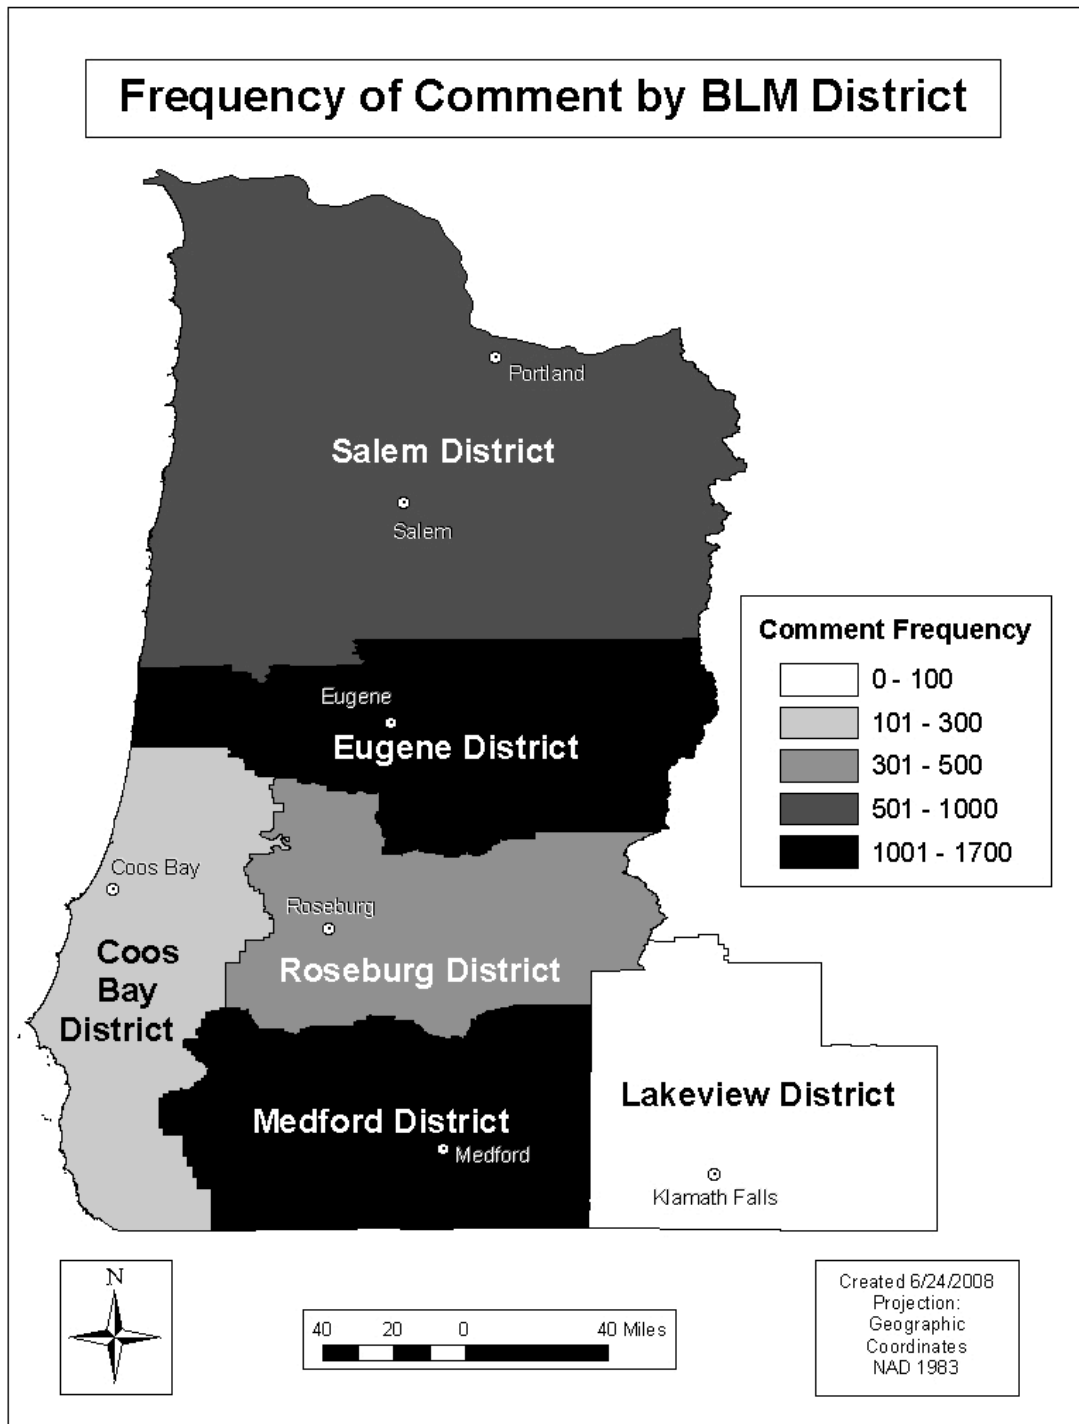 Frequency of Comment by BLM District
Portland
Salem District
Salem
Comment Frequency
0 - 100
101 - 300
301 - 500
501 - 1000
1001 - 1700
Eugene
Eugene District
Coos Bay
Roseburg
Coos
Bay
District
Roseburg District
Lakeview District
Medford District
Medford
Klamath Falls
N
40 20 0 40 Miles
Created 6/24/2008
Projection:
Geographic
Coordinates
NAD 1983